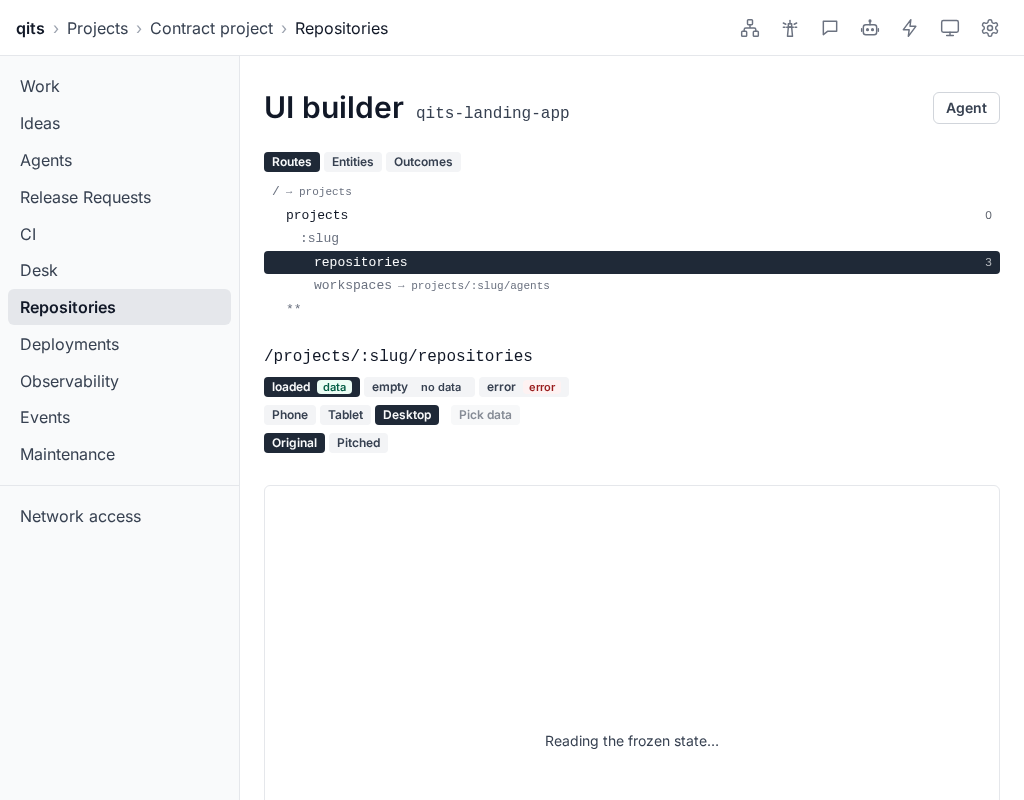 qits › Projects › Contract project › Repositories
Work
Ideas
Agents
Release Requests
CI
Desk
Repositories
Deployments
Observability
Events
Maintenance
Network access
UI builder qits-landing-app
Agent
Routes Entities Outcomes
/ → projects
projects 0
:slug
repositories 3
workspaces → projects/:slug/agents
**
/projects/:slug/repositories
loaded data empty no data error error
Phone Tablet Desktop Pick data
Original Pitched
Reading the frozen state…